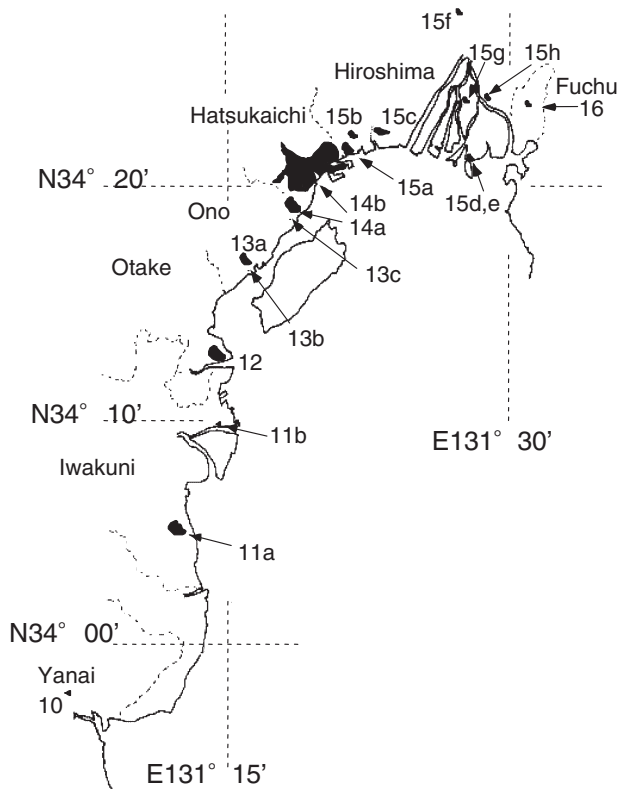 15f
15g
15h
Hiroshima
Fuchu
16
Hatsukaichi
15b
15c
N34° 20'
15a
15d,e
14b
Ono
14a
13a
13c
Otake
13b
12
N34° 10'
11b
E131° 30'
Iwakuni
11a
N34° 00'
Yanai
10
E131° 15'